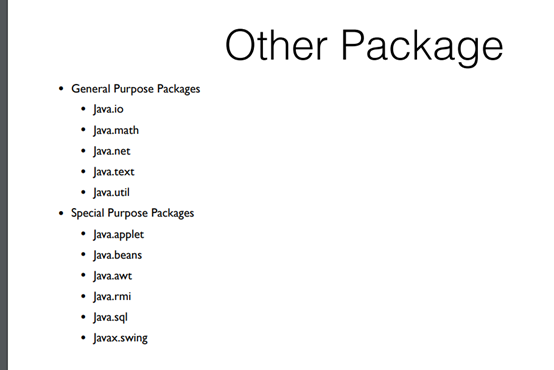 Other Package
• General Purpose Packages
• Java.io
• Java.math
• Java.net
• Java.text
• Java.util
• Special Purpose Packages
• Java.applet
• Java.beans
• Java.awt
• Java.rmi
• Java.sql
• Javax.swing